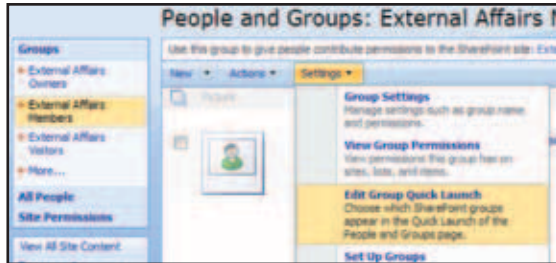 People and Groups: External Affairs
Groups
Use this group to give people contribute permissions to the SharePoint site: Ex
External Affairs
Owners
External Affairs
Members
External Affairs
Visitors
More...
All People
Site Permissions
View All Site Content
New Actions Settings
Picture
Group Settings
Manage settings such as group name
and permissions.
View Group Permissions
View permissions this group has on
sites, lists, and items.
Edit Group Quick Launch
Choose which SharePoint groups
appear in the Quick Launch of the
People and Groups page.
Set Up Groups